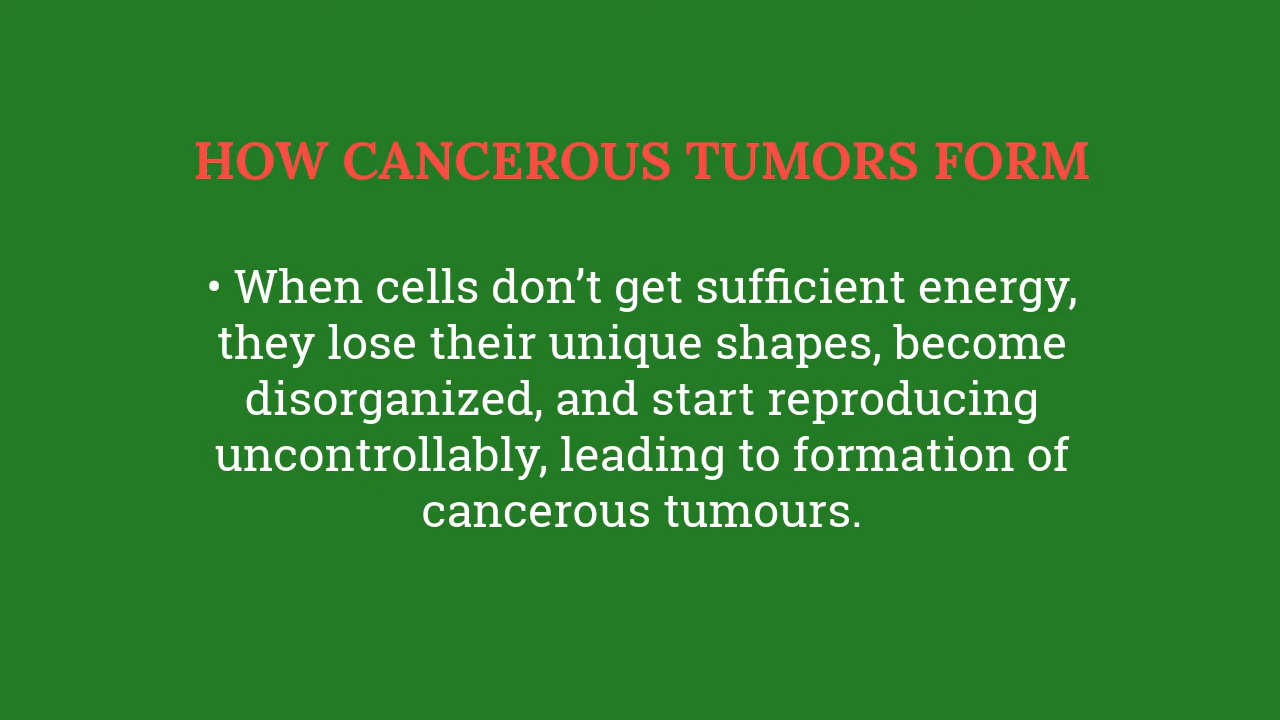 HOW CANCEROUS TUMORS FORM
• When cells don’t get sufficient energy,
they lose their unique shapes, become
disorganized, and start reproducing
uncontrollably, leading to formation of
cancerous tumours.